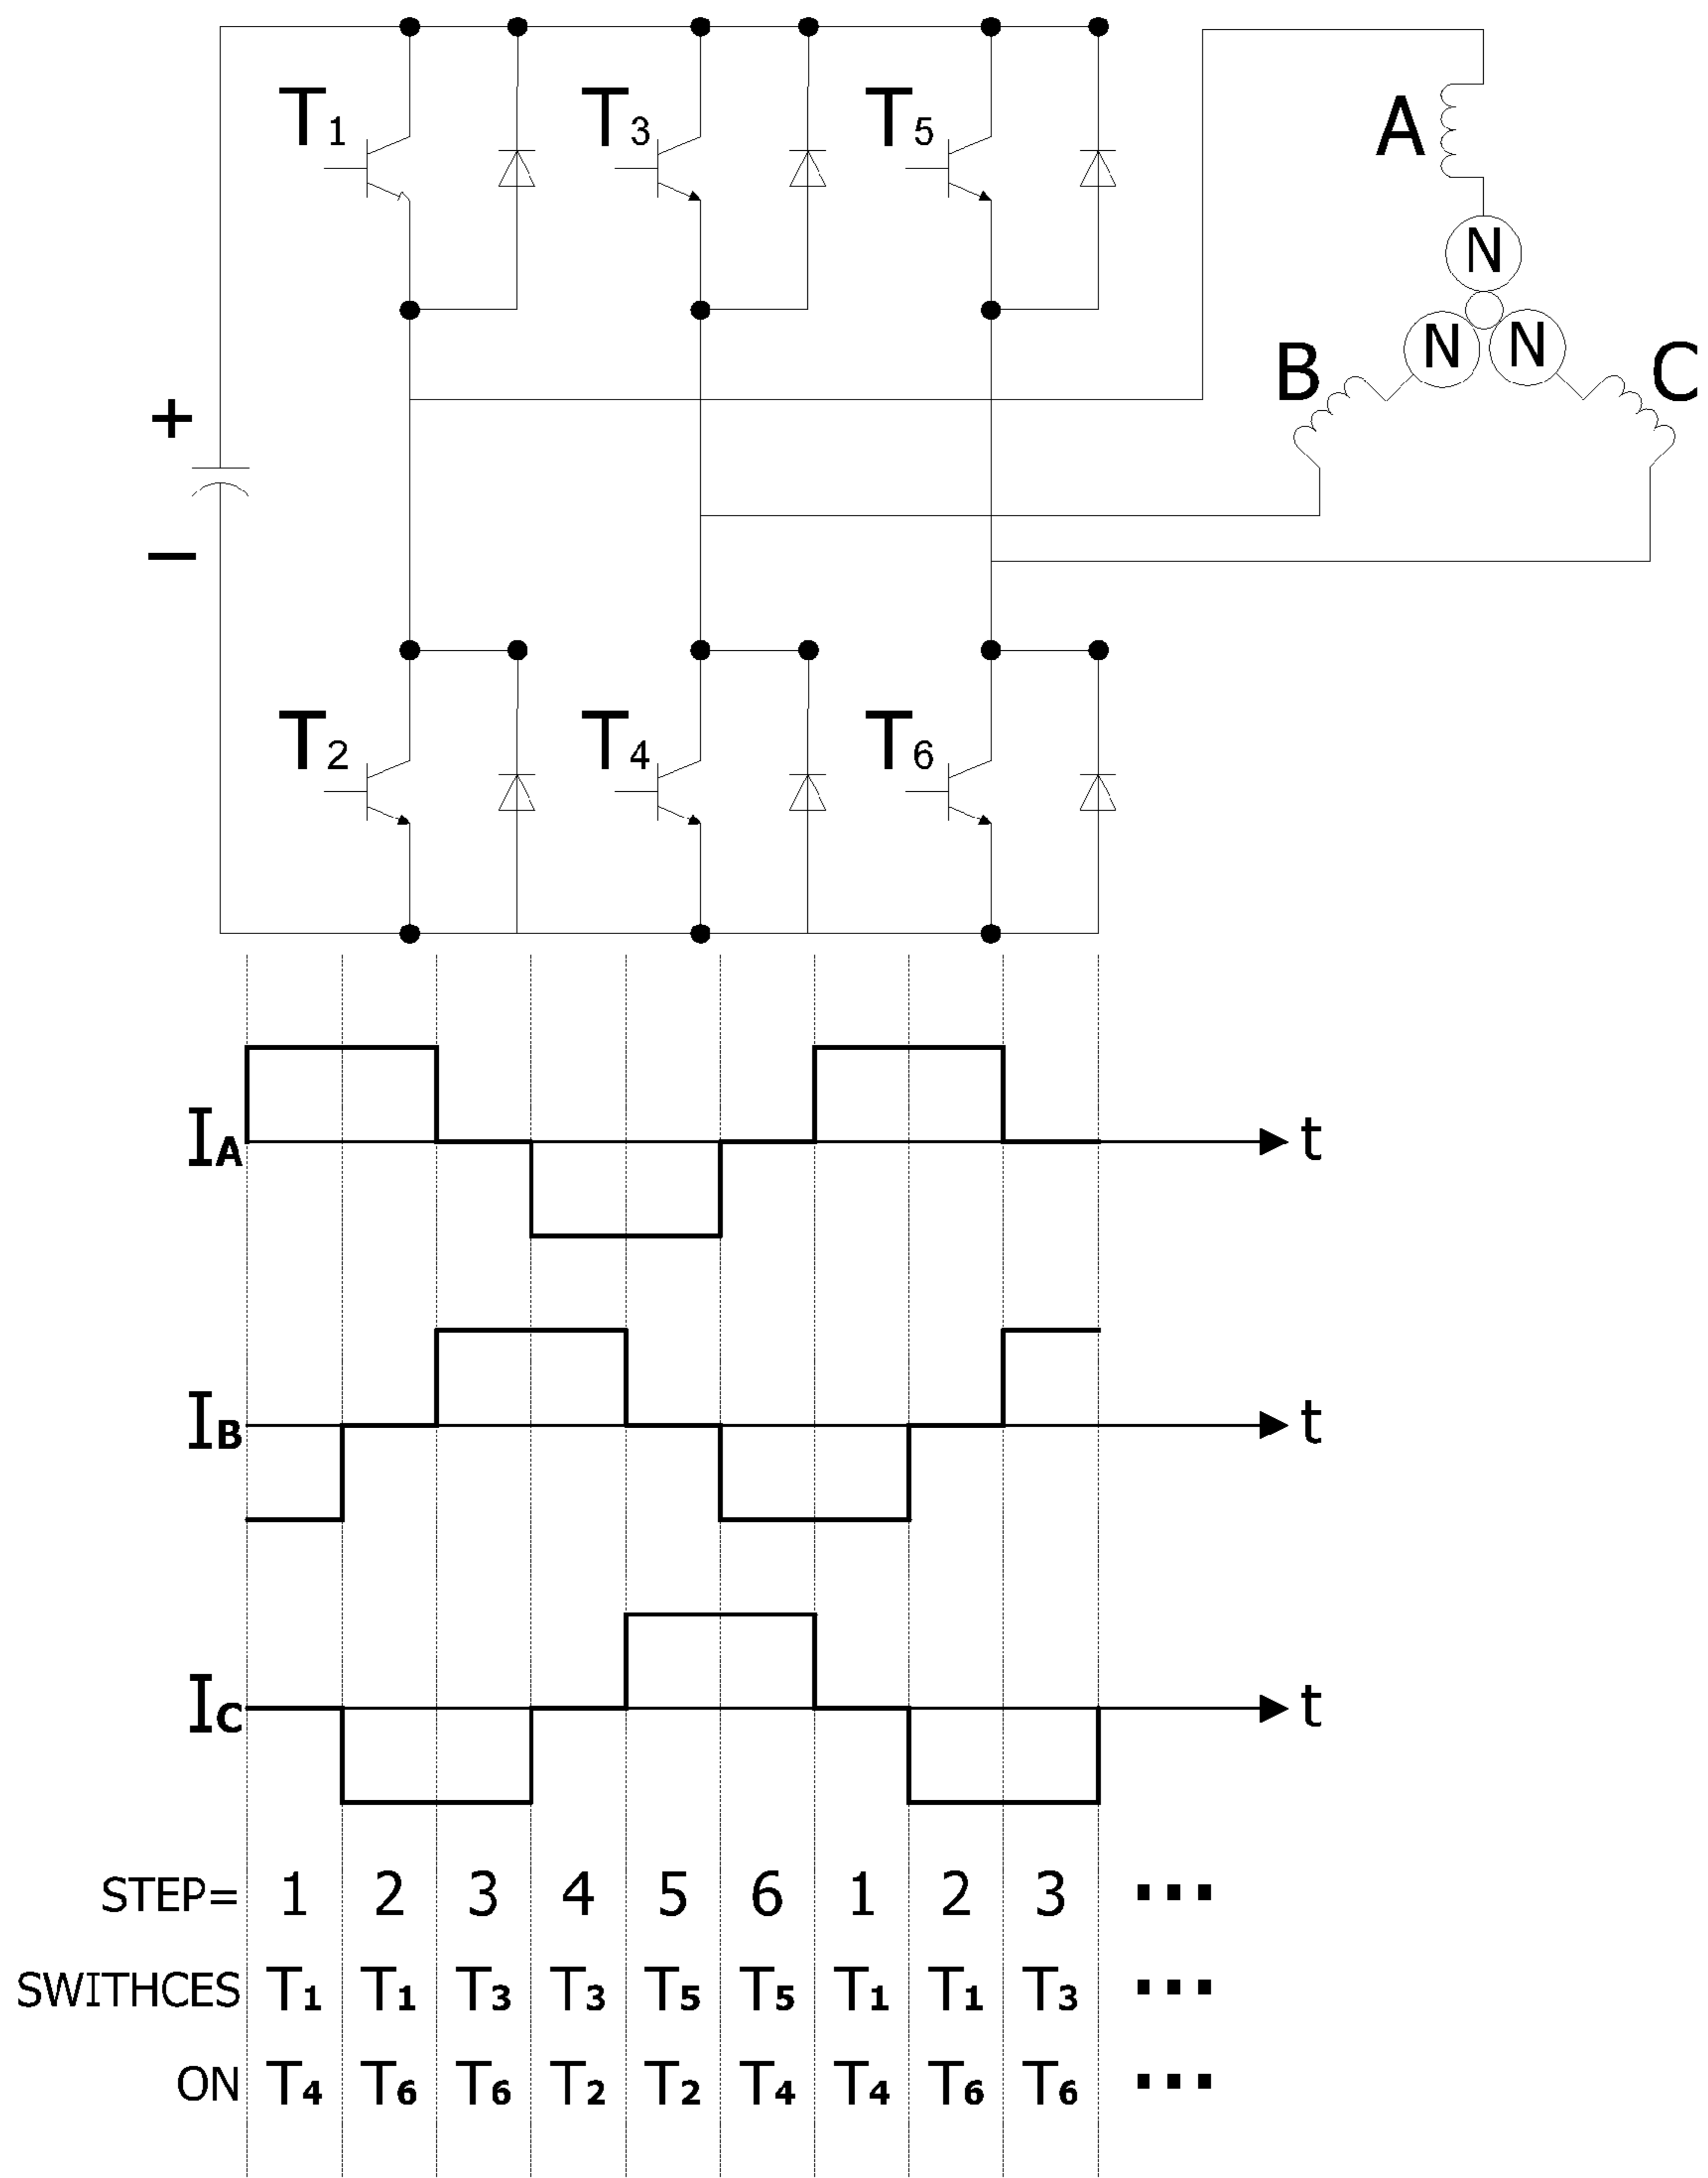 T1 T3 T5
A
N
B N N C
+
−
T2 T4 T6
IA t
IB t
IC t
STEP= 1 2 3 4 5 6 1 2 3 ...
SWITHCES T1 T1 T3 T3 T5 T5 T1 T1 T3 ...
ON T4 T6 T6 T2 T2 T4 T4 T6 T6 ...